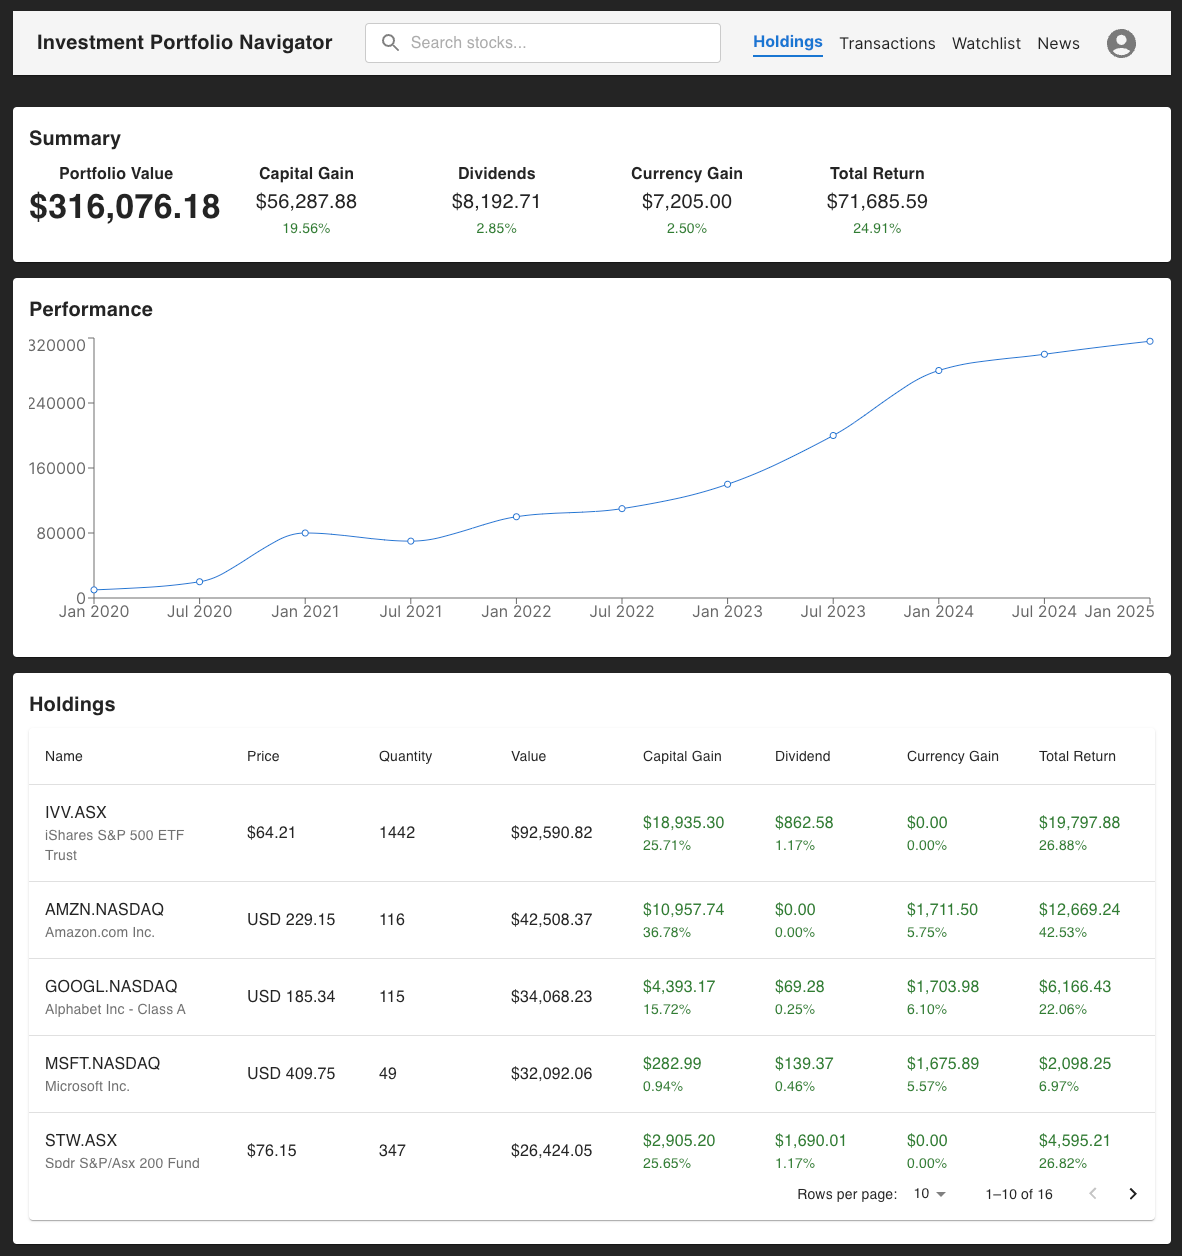 Investment Portfolio Navigator
Search stocks...
Holdings Transactions Watchlist News
Summary
Portfolio Value Capital Gain Dividends Currency Gain Total Return
$316,076.18 $56,287.88 $8,192.71 $7,205.00 $71,685.59
19.56% 2.85% 2.50% 24.91%
Performance
320000
240000
160000
80000
0
Jan 2020 Jul 2020 Jan 2021 Jul 2021 Jan 2022 Jul 2022 Jan 2023 Jul 2023 Jan 2024 Jul 2024 Jan 2025
Holdings
Name Price Quantity Value Capital Gain Dividend Currency Gain Total Return
IVV.ASX
iShares S&P 500 ETF
Trust
$64.21 1442 $92,590.82 $18,935.30 $862.58 $0.00 $19,797.88
25.71% 1.17% 0.00% 26.88%
AMZN.NASDAQ
Amazon.com Inc.
USD 229.15 116 $42,508.37 $10,957.74 $0.00 $1,711.50 $12,669.24
36.78% 0.00% 5.75% 42.53%
GOOGL.NASDAQ
Alphabet Inc - Class A
USD 185.34 115 $34,068.23 $4,393.17 $69.28 $1,703.98 $6,166.43
15.72% 0.25% 6.10% 22.06%
MSFT.NASDAQ
Microsoft Inc.
USD 409.75 49 $32,092.06 $282.99 $139.37 $1,675.89 $2,098.25
0.94% 0.46% 5.57% 6.97%
STW.ASX
Spdr S&P/Asx 200 Fund
$76.15 347 $26,424.05 $2,905.20 $1,690.01 $0.00 $4,595.21
25.65% 1.17% 0.00% 26.82%
Rows per page: 10 1–10 of 16